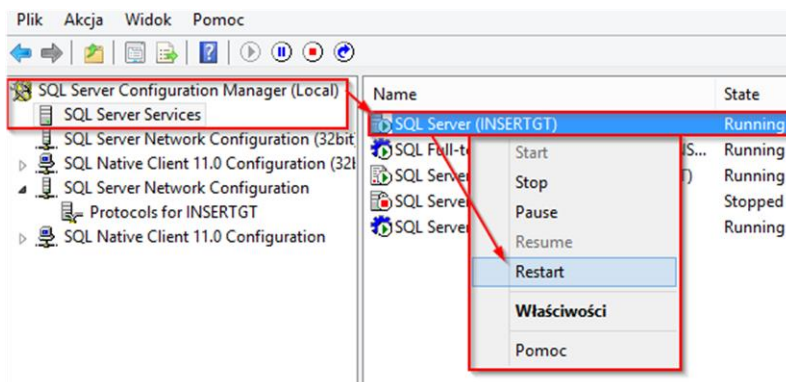 Plik Akcja Widok Pomoc
SQL Server Configuration Manager (Local)
SQL Server Services
SQL Server Network Configuration (32bit
SQL Native Client 11.0 Configuration (32b
SQL Server Network Configuration
Protocols for INSERTGT
SQL Native Client 11.0 Configuration
Name State
SQL Server (INSERTGT) Running
SQL Full-te NS... Running
SQL Server T) Running
SQL Server Stopped
SQL Server Running
Start
Stop
Pause
Resume
Restart
Właściwości
Pomoc